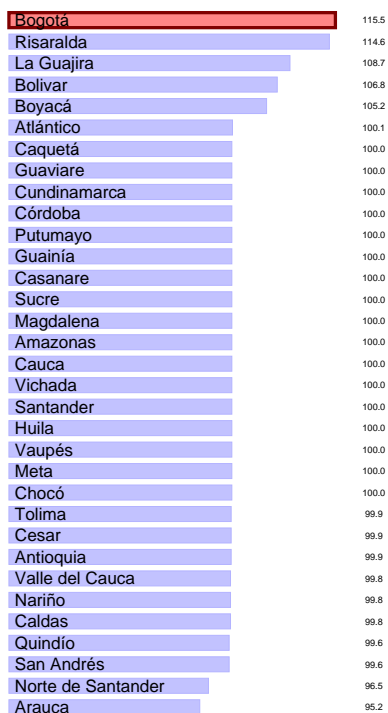 Bogotá 115.5
Risaralda 114.6
La Guajira 108.7
Bolivar 106.8
Boyacá 105.2
Atlántico 100.1
Caquetá 100.0
Guaviare 100.0
Cundinamarca 100.0
Córdoba 100.0
Putumayo 100.0
Guainía 100.0
Casanare 100.0
Sucre 100.0
Magdalena 100.0
Amazonas 100.0
Cauca 100.0
Vichada 100.0
Santander 100.0
Huila 100.0
Vaupés 100.0
Meta 100.0
Chocó 100.0
Tolima 99.9
Cesar 99.9
Antioquia 99.9
Valle del Cauca 99.8
Nariño 99.8
Caldas 99.8
Quindío 99.6
San Andrés 99.6
Norte de Santander 96.5
Arauca 95.2